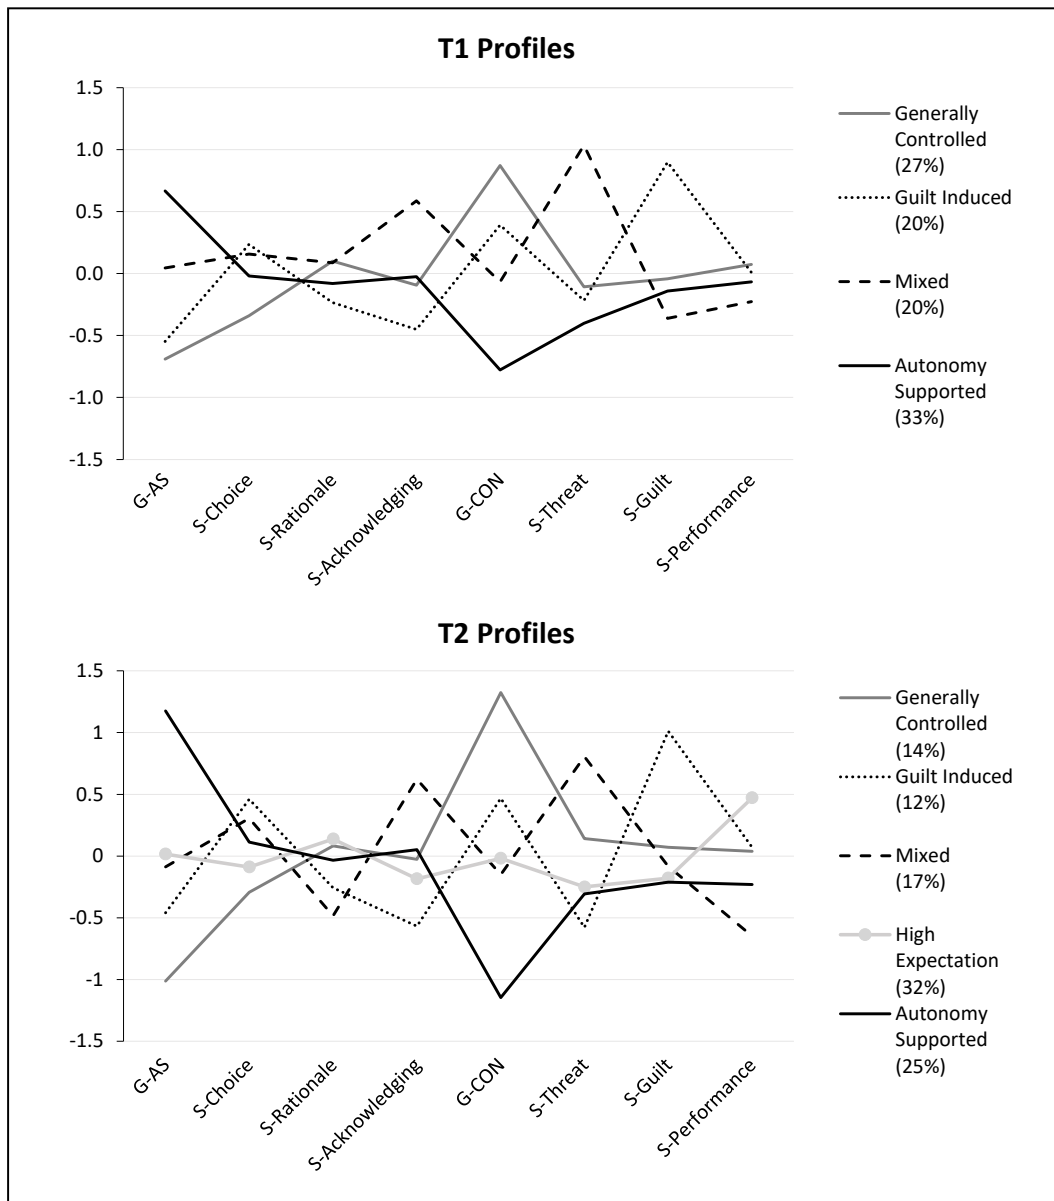 T1 Profiles
1.5
1.0
0.5
0.0
-0.5
-1.0
-1.5
G-AS
S-Choice
S-Rationale
S-Acknowledging
G-CON
S-Threat
S-Guilt
S-Performance
Generally
Controlled
(27%)
Guilt Induced
(20%)
Mixed
(20%)
Autonomy
Supported
(33%)
T2 Profiles
1.5
1
0.5
0
-0.5
-1
-1.5
G-AS
S-Choice
S-Rationale
S-Acknowledging
G-CON
S-Threat
S-Guilt
S-Performance
Generally
Controlled
(14%)
Guilt Induced
(12%)
Mixed
(17%)
High
Expectation
(32%)
Autonomy
Supported
(25%)